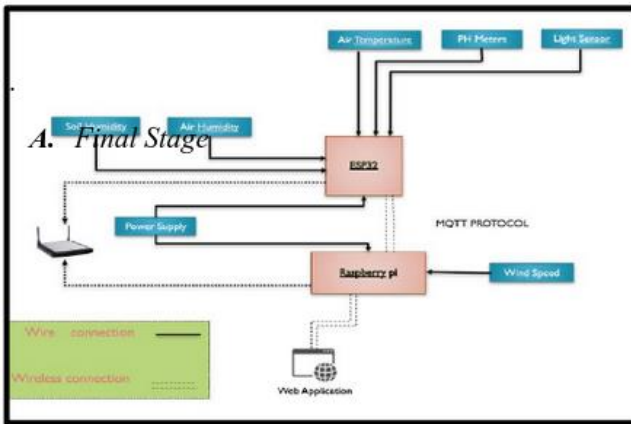 Air Temperature
PH Meters
Light Sensor
Soil Humidity
Air Humidity
A. Final Stage
ESP32
Power Supply
MQTT PROTOCOL
Raspberry pi
Wind Speed
Wire connection
Wireless connection
Web Application